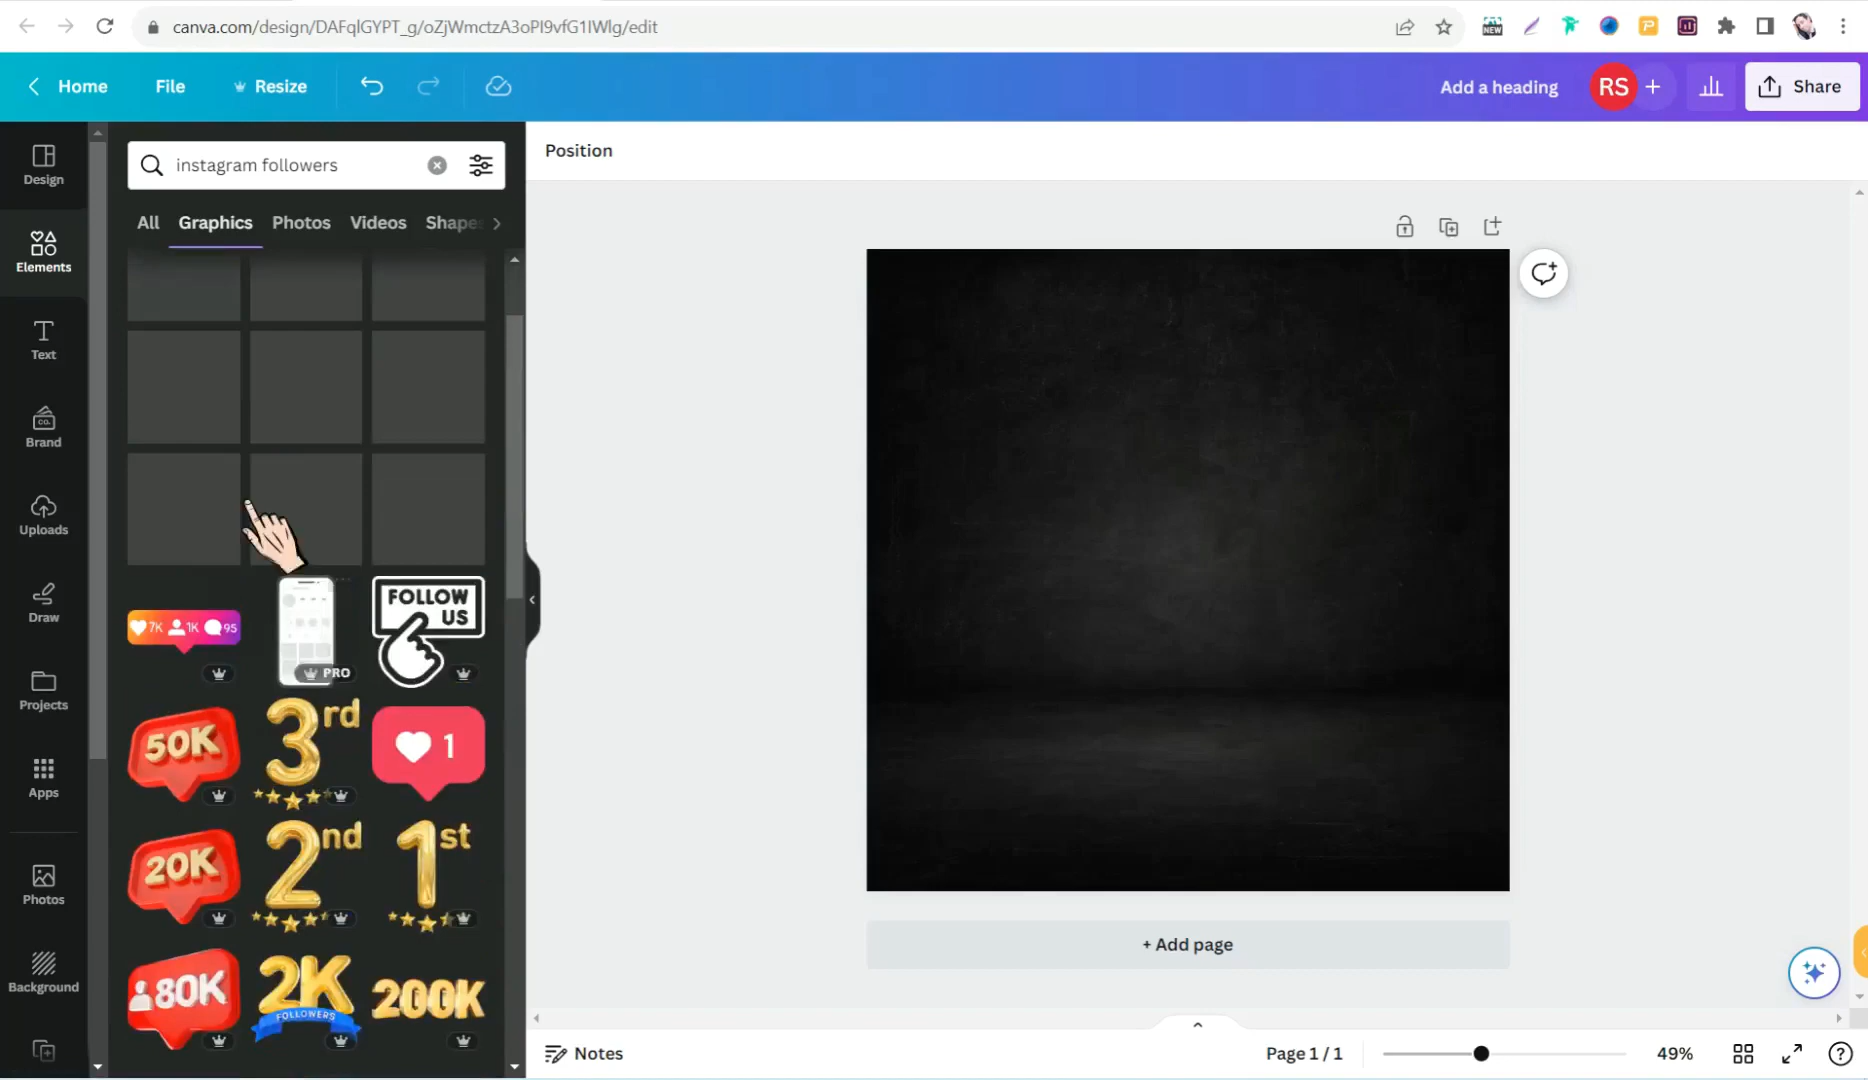 canva.com/design/DAFqlGYPT_g/oZjWmctzA3oPI9vfG1IWlg/edit
NEW
Home
File
Resize
Add a heading
RS
Share
Design
Elements
Text
Brand
Uploads
Draw
Projects
Apps
Photos
Background
instagram followers
All
Graphics
Photos
Videos
Shapes
Position
7K 1K 95
PRO
FOLLOW
US
50K
3rd
1
20K
2nd
1st
80K
2K
FOLLOWERS
200K
+ Add page
Notes
Page 1 / 1
49%